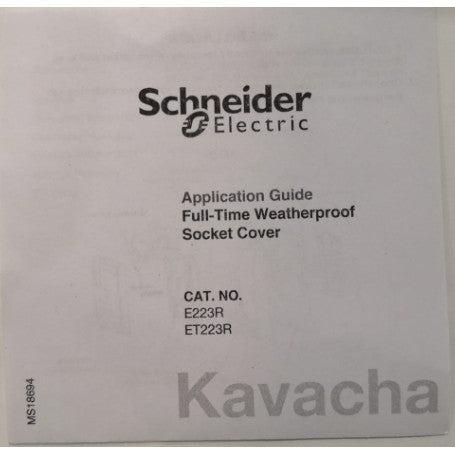 Schneider
Electric
Application Guide
Full-Time Weatherproof
Socket Cover
CAT. NO.
E223R
ET223R
MS18694
Kavacha